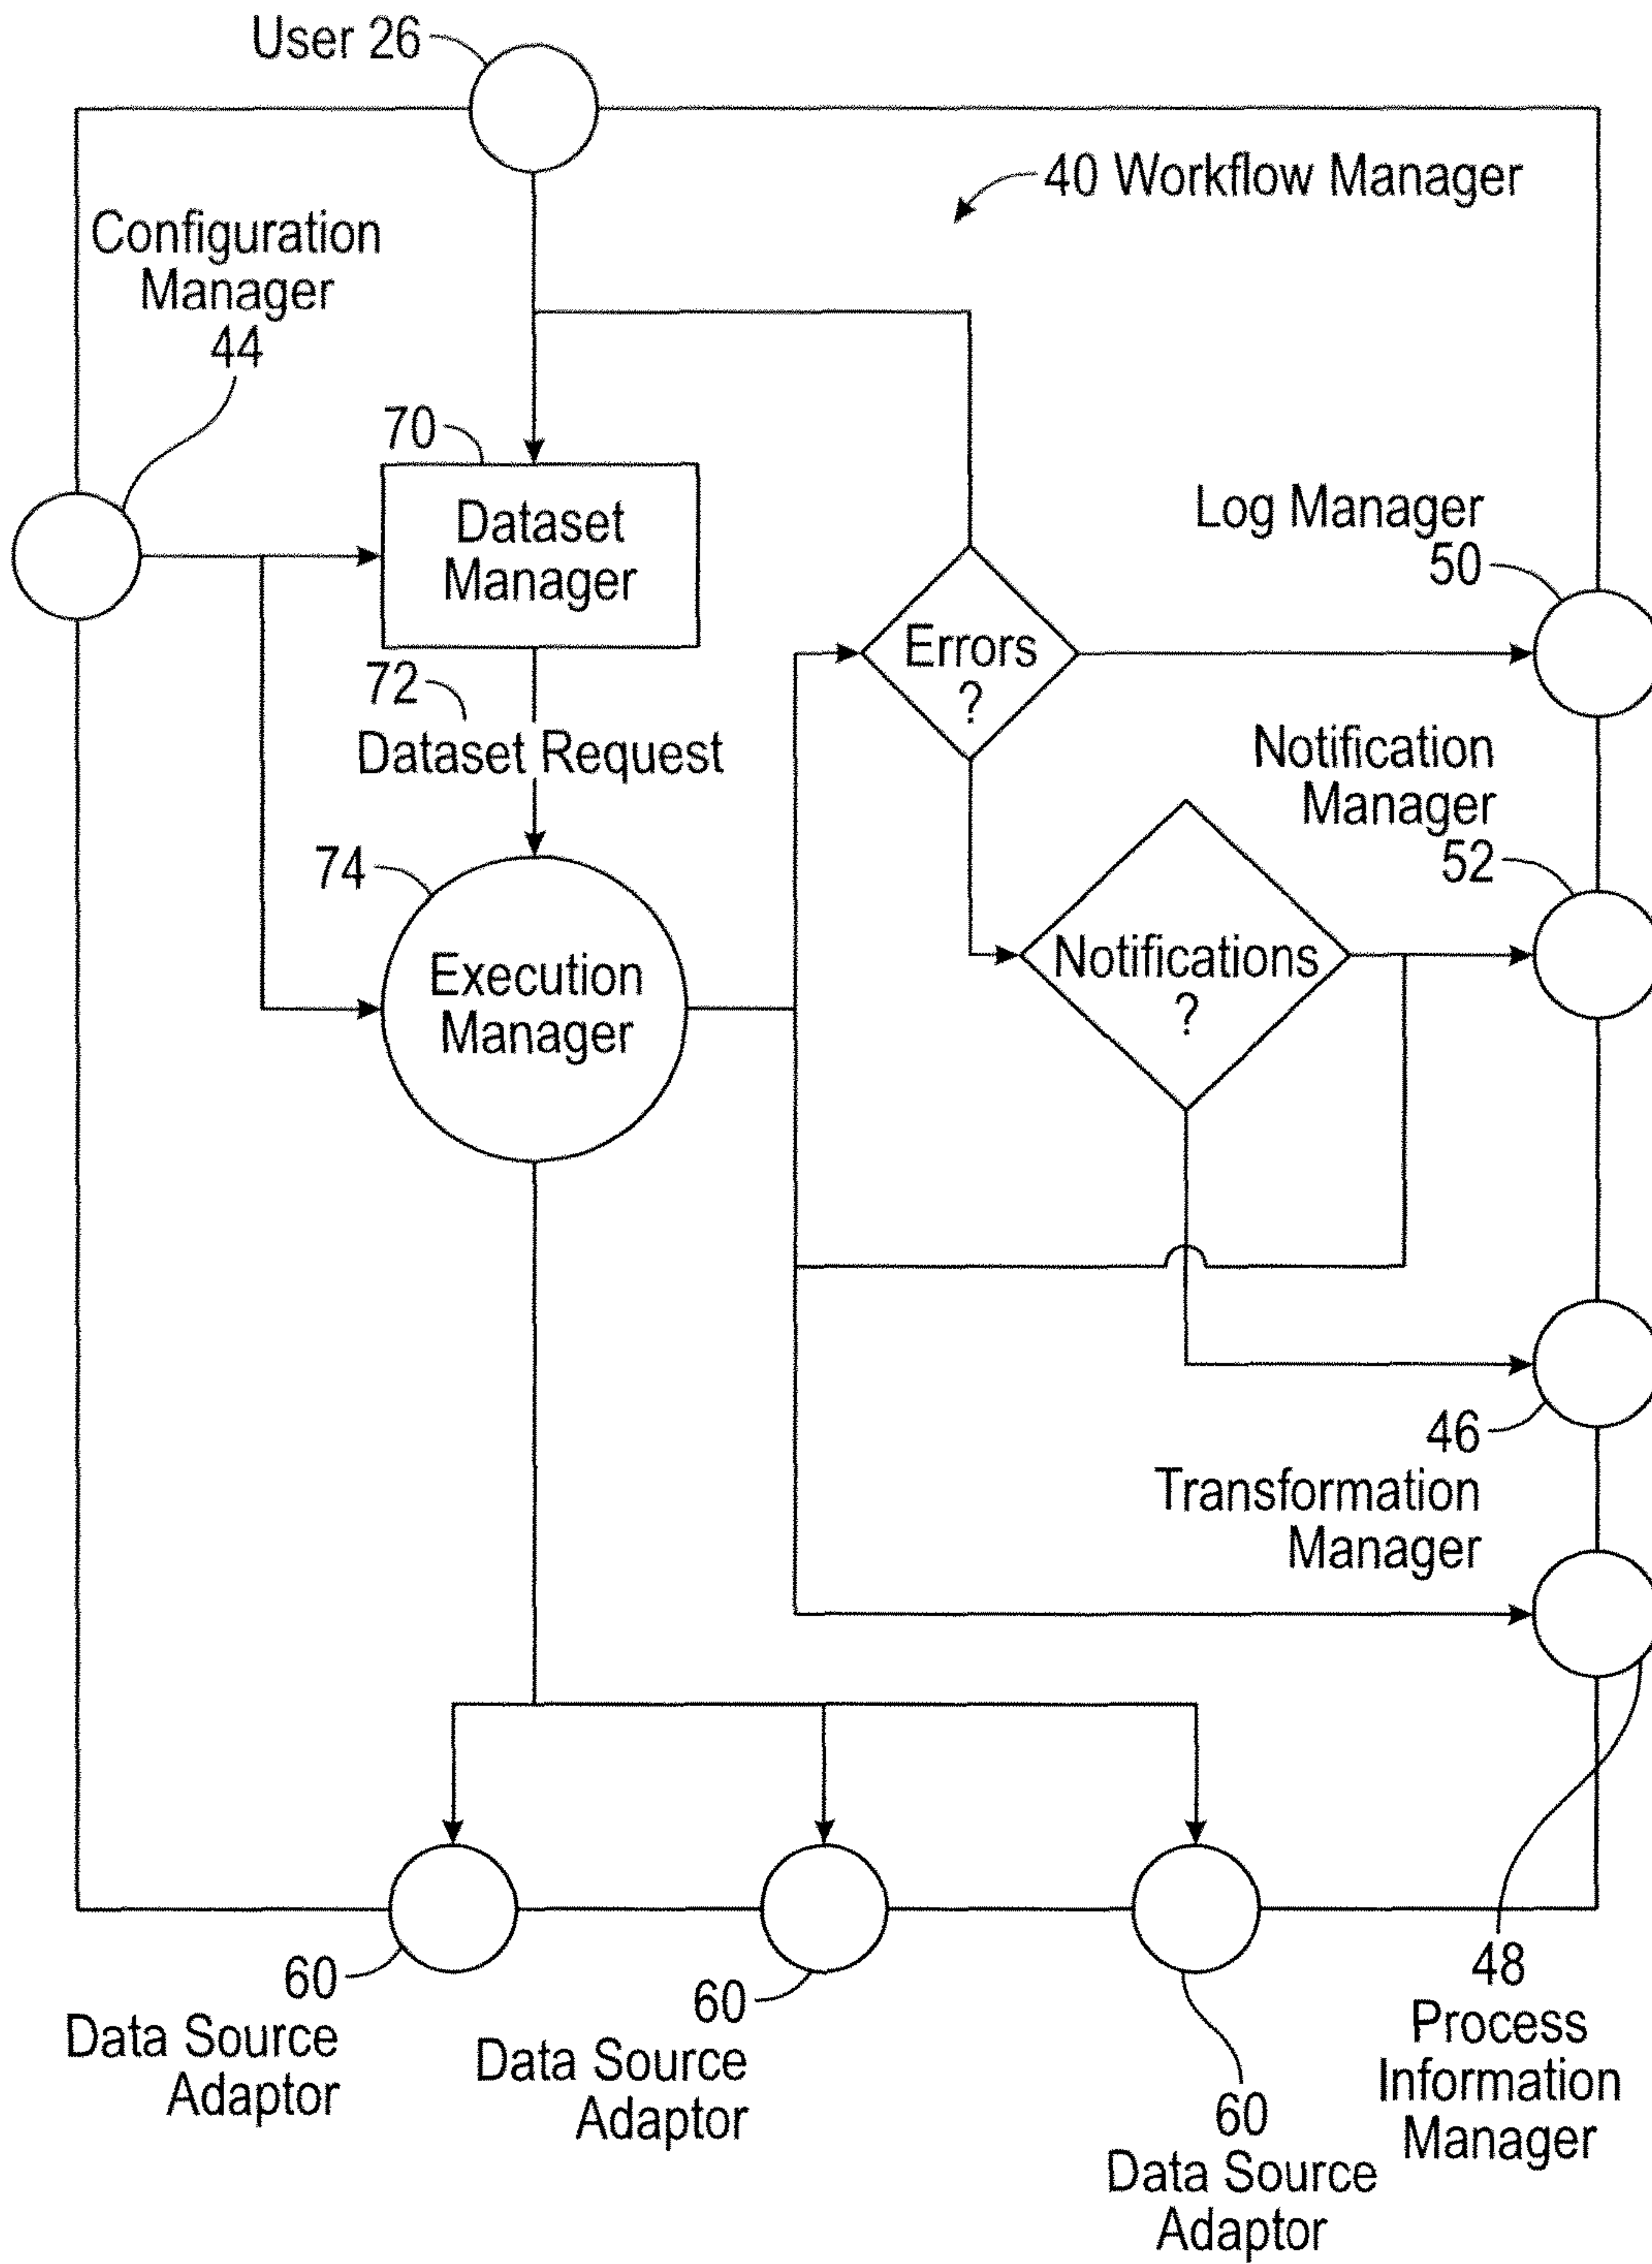 User 26
40 Workflow Manager
Configuration
Manager
44
70
Dataset
Manager
Log Manager
50
Errors
?
72
Dataset Request
Notification
Manager
52
74
Execution
Manager
Notifications
?
46
Transformation
Manager
60
Data Source
Adaptor
60
Data Source
Adaptor
60
Data Source
Adaptor
48
Process
Information
Manager